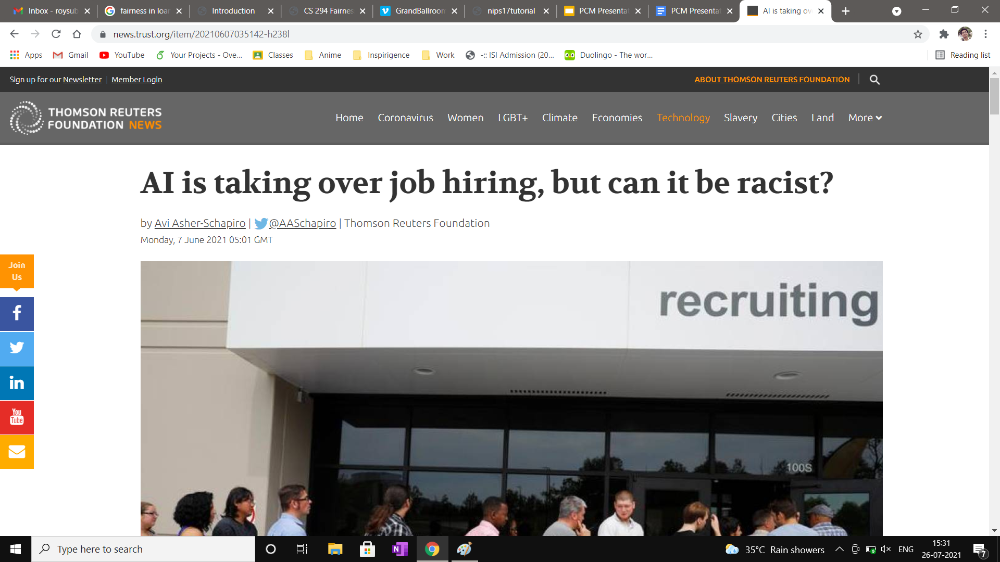 Inbox - roysub
fairness in loan
Introduction
CS 294 Fairnes
GrandBallroom
nips17tutorial
PCM Presentat
PCM Presentat
AI is taking ov
news.trust.org/item/20210607035142-h238l
Apps
Gmail
YouTube
Your Projects - Ove...
Classes
Anime
Inspirigence
Work
-:: ISI Admission (20...
Duolingo - The wor...
Reading list
Sign up for our Newsletter | Member Login
ABOUT THOMSON REUTERS FOUNDATION
THOMSON REUTERS
FOUNDATION NEWS
Home
Coronavirus
Women
LGBT+
Climate
Economies
Technology
Slavery
Cities
Land
More
AI is taking over job hiring, but can it be racist?
by Avi Asher-Schapiro | @AASchapiro | Thomson Reuters Foundation
Monday, 7 June 2021 05:01 GMT
Join
Us
You
Tube
recruiting
100S
Type here to search
35°C Rain showers
ENG
15:31
26-07-2021
7